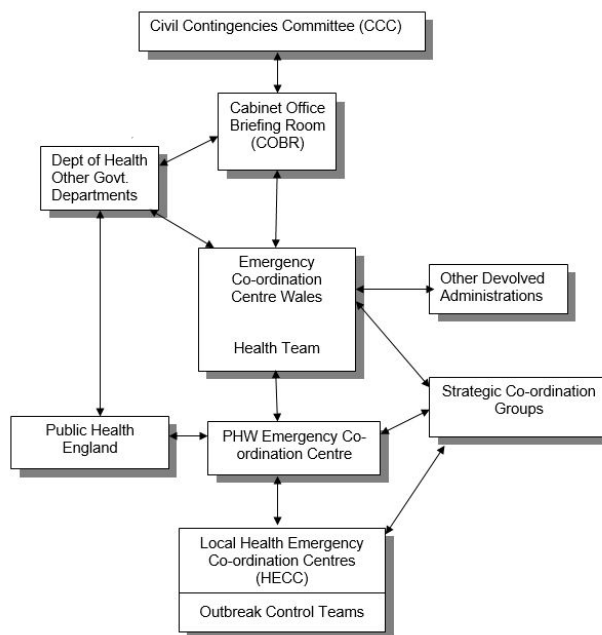 Civil Contingencies Committee (CCC)
Cabinet Office
Briefing Room
(COBR)
Dept of Health
Other Govt.
Departments
Emergency
Co-ordination
Centre Wales
Health Team
Other Devolved
Administrations
Strategic Co-ordination
Groups
Public Health
England
PHW Emergency Co-
ordination Centre
Local Health Emergency
Co-ordination Centres
(HECC)
Outbreak Control Teams